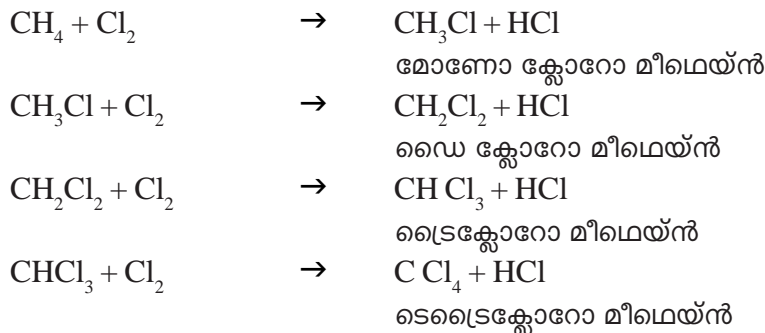 CH₄ + Cl₂ → CH₃Cl + HCl
മോണോ ക്ലോറോ മീഥെയ്ൻ
CH₃Cl + Cl₂ → CH₂Cl₂ + HCl
ഡൈ ക്ലോറോ മീഥെയ്ൻ
CH₂Cl₂ + Cl₂ → CH Cl₃ + HCl
ട്രൈക്ലോറോ മീഥെയ്ൻ
CHCl₃ + Cl₂ → C Cl₄ + HCl
ടെട്രൈക്ലോറോ മീഥെയ്ൻ